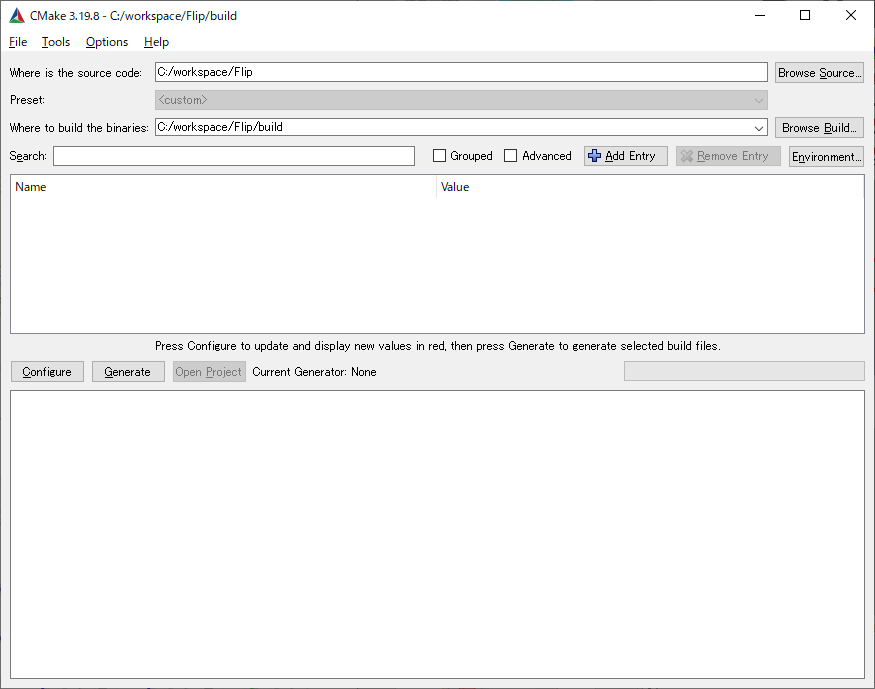 CMake 3.19.8 - C:/workspace/Flip/build
File Tools Options Help
Where is the source code: C:/workspace/Flip Browse Source...
Preset: <custom>
Where to build the binaries: C:/workspace/Flip/build Browse Build...
Search: Grouped Advanced Add Entry Remove Entry Environment...
Name Value
Press Configure to update and display new values in red, then press Generate to generate selected build files.
Configure Generate Open Project Current Generator: None